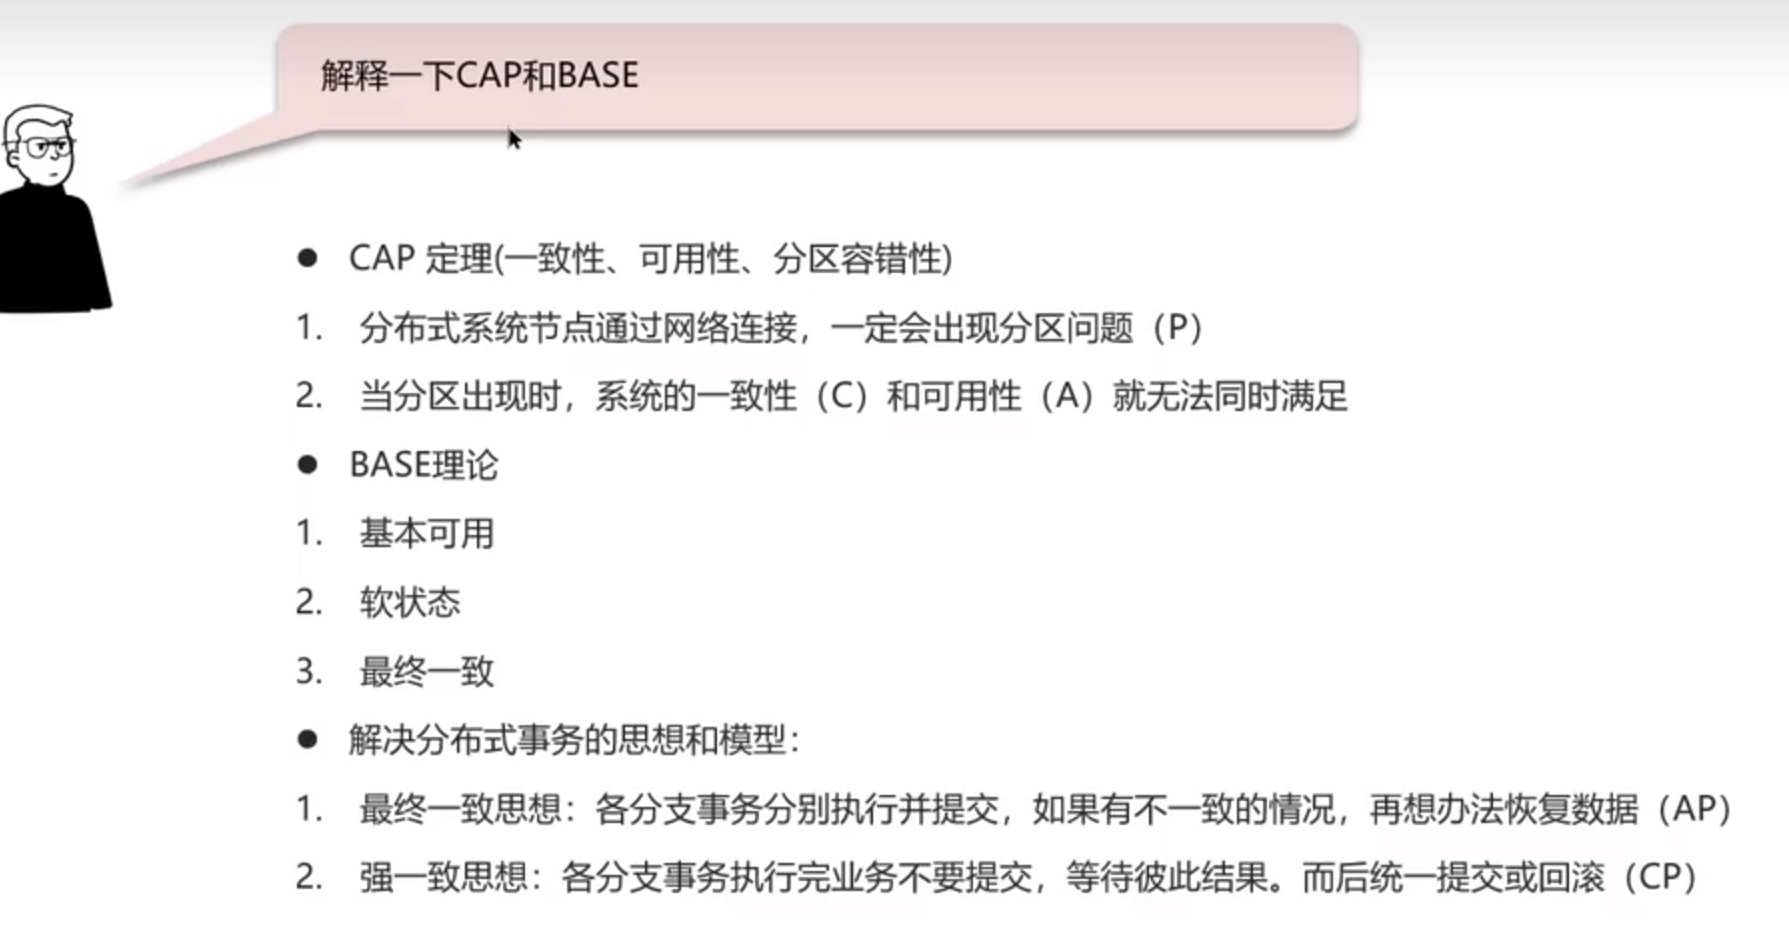 解释一下CAP和BASE
● CAP 定理(一致性、可用性、分区容错性)
1. 分布式系统节点通过网络连接，一定会出现分区问题（P）
2. 当分区出现时，系统的一致性（C）和可用性（A）就无法同时满足
● BASE理论
1. 基本可用
2. 软状态
3. 最终一致
● 解决分布式事务的思想和模型：
1. 最终一致思想：各分支事务分别执行并提交，如果有不一致的情况，再想办法恢复数据（AP）
2. 强一致思想：各分支事务执行完业务不要提交，等待彼此结果。而后统一提交或回滚（CP）